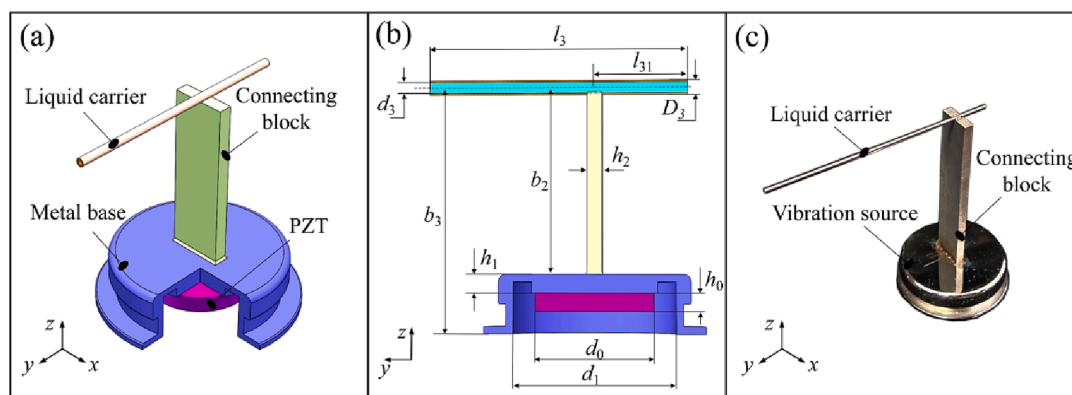 (a)
Liquid carrier
Connecting
block
Metal base
PZT
z
y
x
(b)
l₃
l₃₁
d₃
D₃
h₂
b₂
b₃
h₁
h₀
z
y
d₀
d₁
(c)
Liquid carrier
Connecting
block
Vibration source
z
y
x